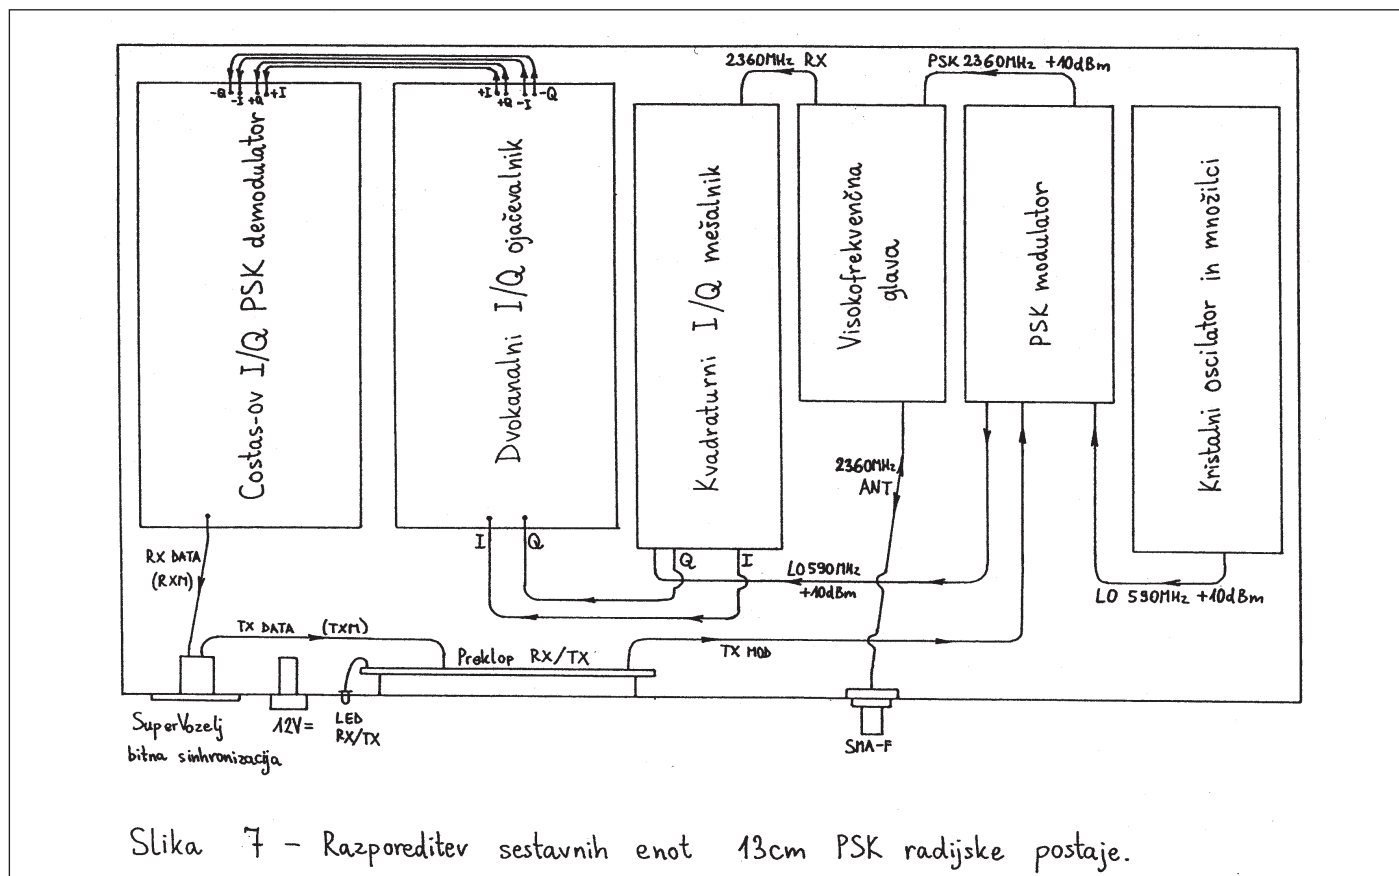 2360MHz RX
PSK 2360MHz +10dBm
-Q
-I
+Q
+I
+I
+Q
-I
-Q
Costas-ov I/Q PSK demodulator
Dvokanalni I/Q ojačevalnik
Kvadraturni I/Q mešalnik
Visokofrekvenčna
glava
PSK modulator
Kristalni oscilator in množilci
2360MHz
ANT
I
Q
Q
I
RX DATA
(RXM)
LO 590MHz
+10dBm
LO 590MHz +10dBm
TX DATA (TXM)
Preklop RX/TX
TX MOD
SuperVozelj
bitna sinhronizacija
12V=
LED
RX/TX
SMA-F
Slika 7 - Razporeditev sestavnih enot 13cm PSK radijske postaje.